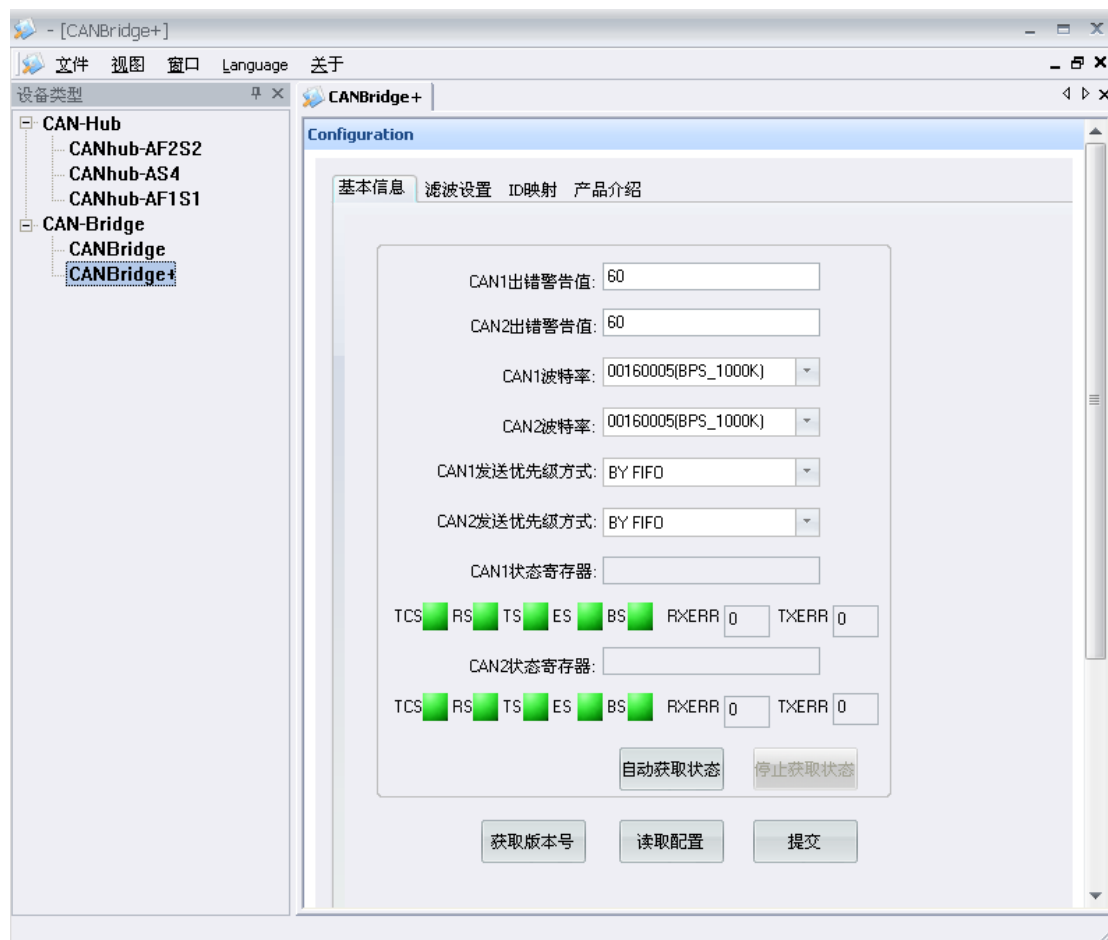 - [CANBridge+]
文件 视图 窗口 Language 关于
设备类型
CANBridge+
CAN-Hub
CANhub-AF2S2
CANhub-AS4
CANhub-AF1S1
CAN-Bridge
CANBridge
CANBridge+
Configuration
基本信息 滤波设置 ID映射 产品介绍
CAN1出错警告值: 60
CAN2出错警告值: 60
CAN1波特率: 00160005(BPS_1000K)
CAN2波特率: 00160005(BPS_1000K)
CAN1发送优先级方式: BY FIFO
CAN2发送优先级方式: BY FIFO
CAN1状态寄存器:
TCS RS TS ES BS RXERR 0 TXERR 0
CAN2状态寄存器:
TCS RS TS ES BS RXERR 0 TXERR 0
自动获取状态 停止获取状态
获取版本号 读取配置 提交